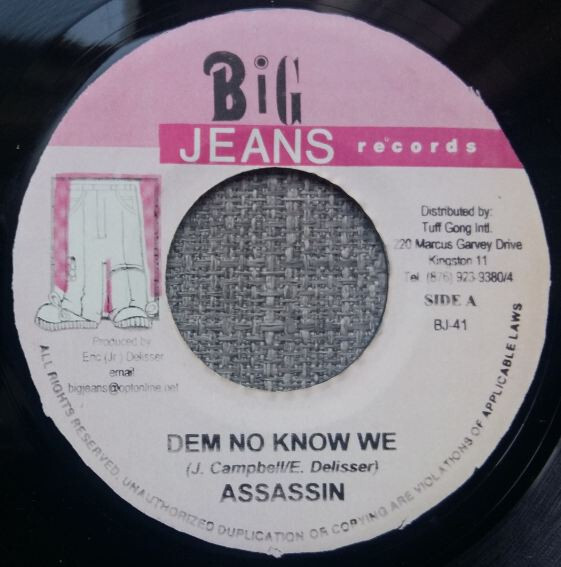 BiG
JEANS records
Distributed by:
Tuff Gong Intl.
220 Marcus Garvey Drive
Kingston 11
Tel. (876) 923-9380/4
SIDE A
BJ-41
Produced by
Eric (Jr.) Delisser
email
bigjeans@optonline.net
DEM NO KNOW WE
(J. Campbell/E. Delisser)
ASSASSIN
ALL RIGHTS RESERVED. UNAUTHORIZED DUPLICATION OR COPYING ARE VIOLATIONS OF APPLICABLE LAWS